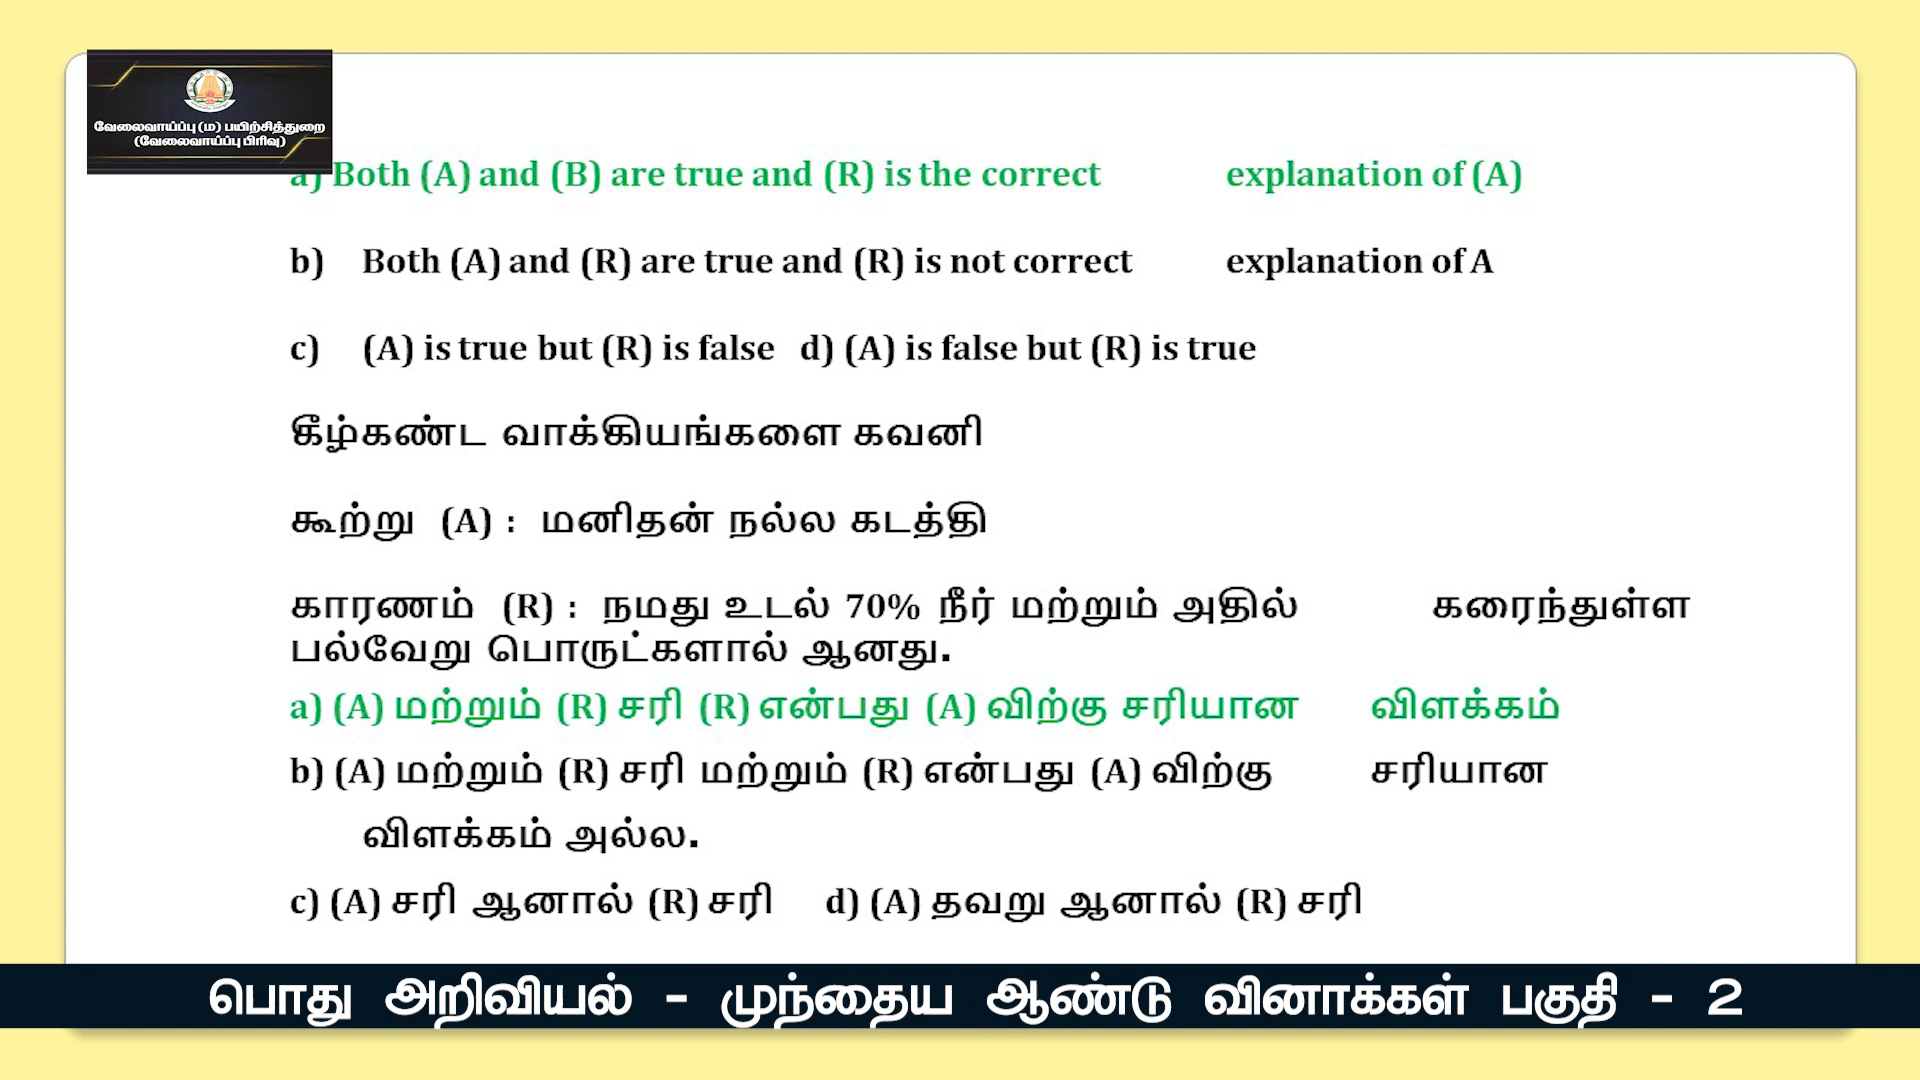 வேலைவாய்ப்பு (ம) பயிற்சித்துறை
(வேலைவாய்ப்பு பிரிவு)
a) Both (A) and (B) are true and (R) is the correct explanation of (A)
b) Both (A) and (R) are true and (R) is not correct explanation of A
c) (A) is true but (R) is false d) (A) is false but (R) is true
கீழ்கண்ட வாக்கியங்களை கவனி
கூற்று (A) : மனிதன் நல்ல கடத்தி
காரணம் (R) : நமது உடல் 70% நீர் மற்றும் அதில் கரைந்துள்ள
பல்வேறு பொருட்களால் ஆனது.
a) (A) மற்றும் (R) சரி (R) என்பது (A) விற்கு சரியான விளக்கம்
b) (A) மற்றும் (R) சரி மற்றும் (R) என்பது (A) விற்கு சரியான
விளக்கம் அல்ல.
c) (A) சரி ஆனால் (R) சரி d) (A) தவறு ஆனால் (R) சரி
பொது அறிவியல் - முந்தைய ஆண்டு வினாக்கள் பகுதி - 2